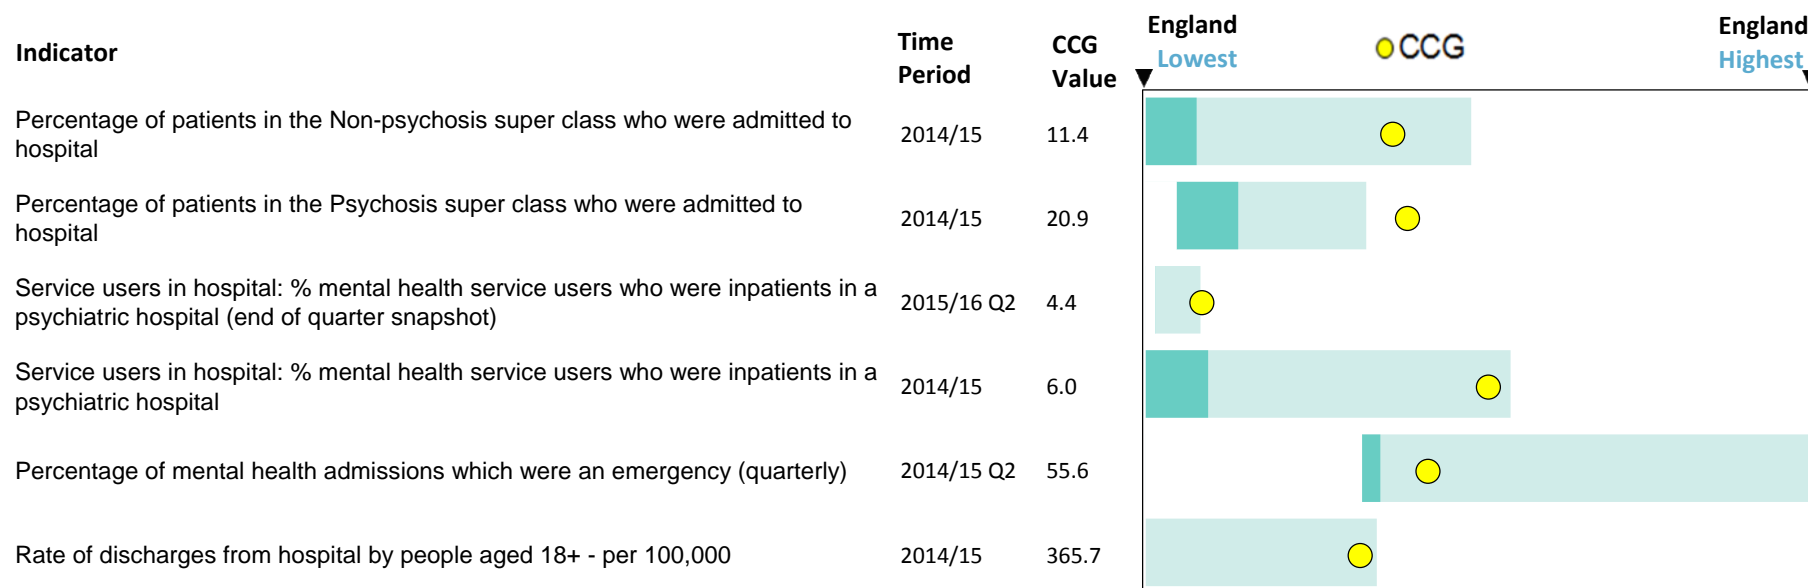 Indicator
Time
Period
CCG
Value
England
Lowest
CCG
England
Highest
Percentage of patients in the Non-psychosis super class who were admitted to
hospital
2014/15
11.4
Percentage of patients in the Psychosis super class who were admitted to
hospital
2014/15
20.9
Service users in hospital: % mental health service users who were inpatients in a
psychiatric hospital (end of quarter snapshot)
2015/16 Q2
4.4
Service users in hospital: % mental health service users who were inpatients in a
psychiatric hospital
2014/15
6.0
Percentage of mental health admissions which were an emergency (quarterly)
2014/15 Q2
55.6
Rate of discharges from hospital by people aged 18+ - per 100,000
2014/15
365.7